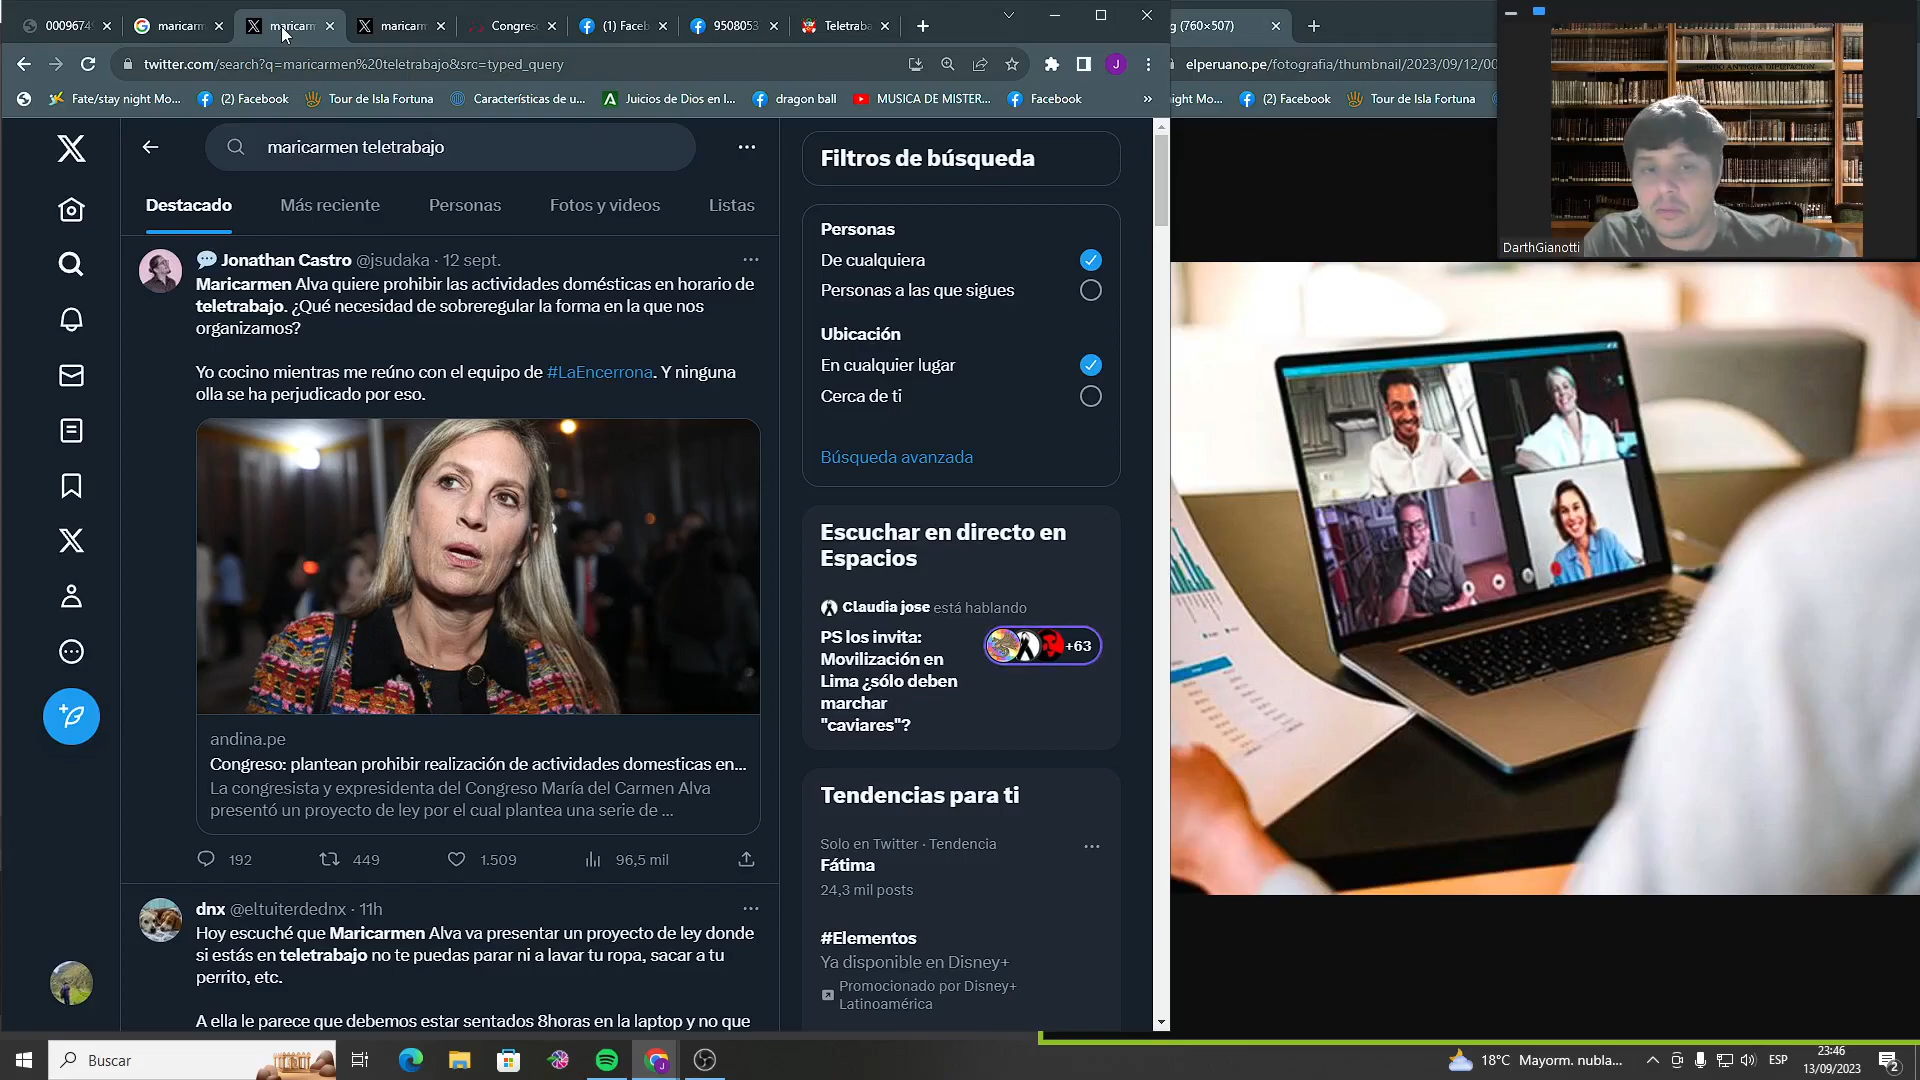 0009674
maricarm
maricarm
maricarm
Congres
(1) Faceb
9508053
Teletraba
g (760×507)
twitter.com/search?q=maricarmen%20teletrabajo&src=typed_query
J
elperuano.pe/fotografia/thumbnail/2023/09/12/00
Fate/stay night Mo...
(2) Facebook
Tour de Isla Fortuna
Características de u...
Juicios de Dios en l...
dragon ball
MUSICA DE MISTER...
Facebook
»
ight Mo...
(2) Facebook
Tour de Isla Fortuna
DarthGianotti
maricarmen teletrabajo
Destacado
Más reciente
Personas
Fotos y videos
Listas
Jonathan Castro @jsudaka · 12 sept.
Maricarmen Alva quiere prohibir las actividades domésticas en horario de
teletrabajo. ¿Qué necesidad de sobreregular la forma en la que nos
organizamos?
Yo cocino mientras me reúno con el equipo de #LaEncerrona. Y ninguna
olla se ha perjudicado por eso.
andina.pe
Congreso: plantean prohibir realización de actividades domesticas en...
La congresista y expresidenta del Congreso María del Carmen Alva
presentó un proyecto de ley por el cual plantea una serie de ...
192
449
1.509
96,5 mil
dnx @eltuiterdednx · 11h
Hoy escuché que Maricarmen Alva va presentar un proyecto de ley donde
si estás en teletrabajo no te puedas parar ni a lavar tu ropa, sacar a tu
perrito, etc.
A ella le parece que debemos estar sentados 8horas en la laptop y no que
Filtros de búsqueda
Personas
De cualquiera
Personas a las que sigues
Ubicación
En cualquier lugar
Cerca de ti
Búsqueda avanzada
Escuchar en directo en
Espacios
Claudia jose está hablando
PS los invita:
Movilización en
Lima ¿sólo deben
marchar
"caviares"?
+63
Tendencias para ti
Solo en Twitter · Tendencia
Fátima
24,3 mil posts
#Elementos
Ya disponible en Disney+
Promocionado por Disney+
Latinoamérica
Buscar
18°C Mayorm. nubla...
ESP
23:46
13/09/2023
2